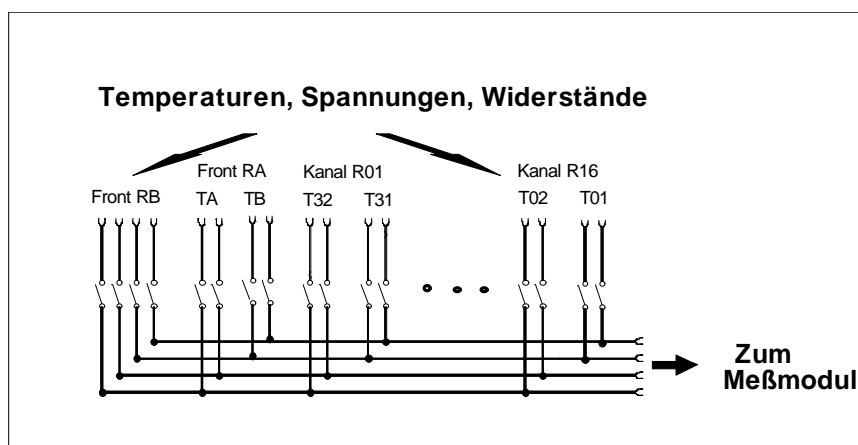 Temperaturen, Spannungen, Widerstände
Front RA Kanal R01 Kanal R16
Front RB TA TB T32 T31 T02 T01
Zum
Meßmodul